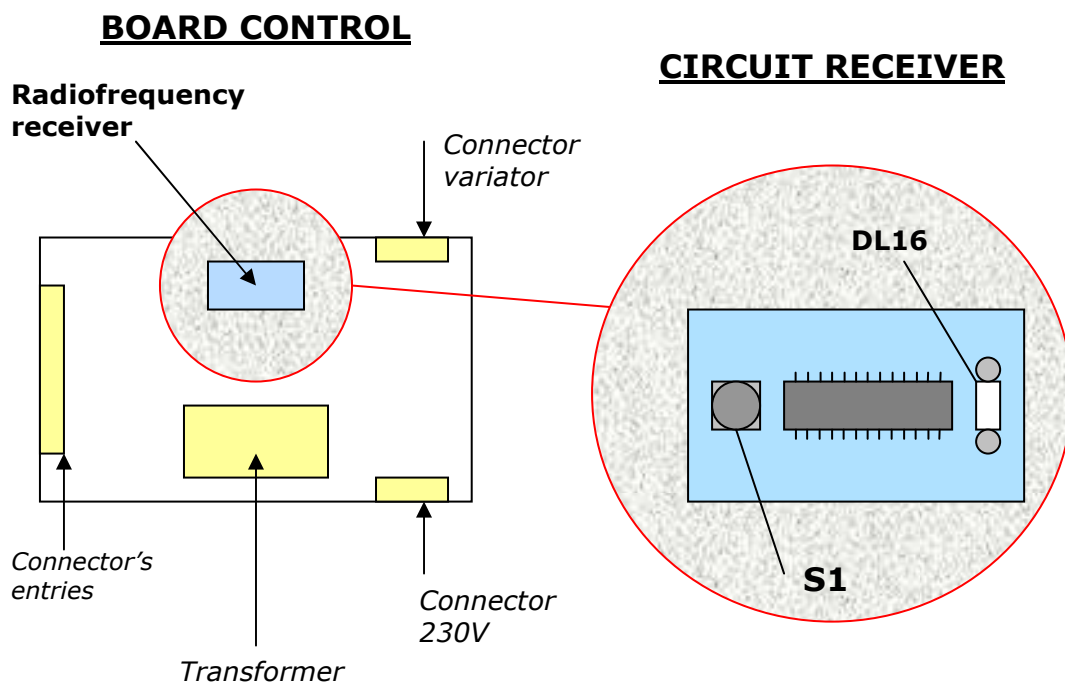 BOARD CONTROL
CIRCUIT RECEIVER
Radiofrequency
receiver
Connector
variator
DL16
S1
Connector’s
entries
Connector
230V
Transformer